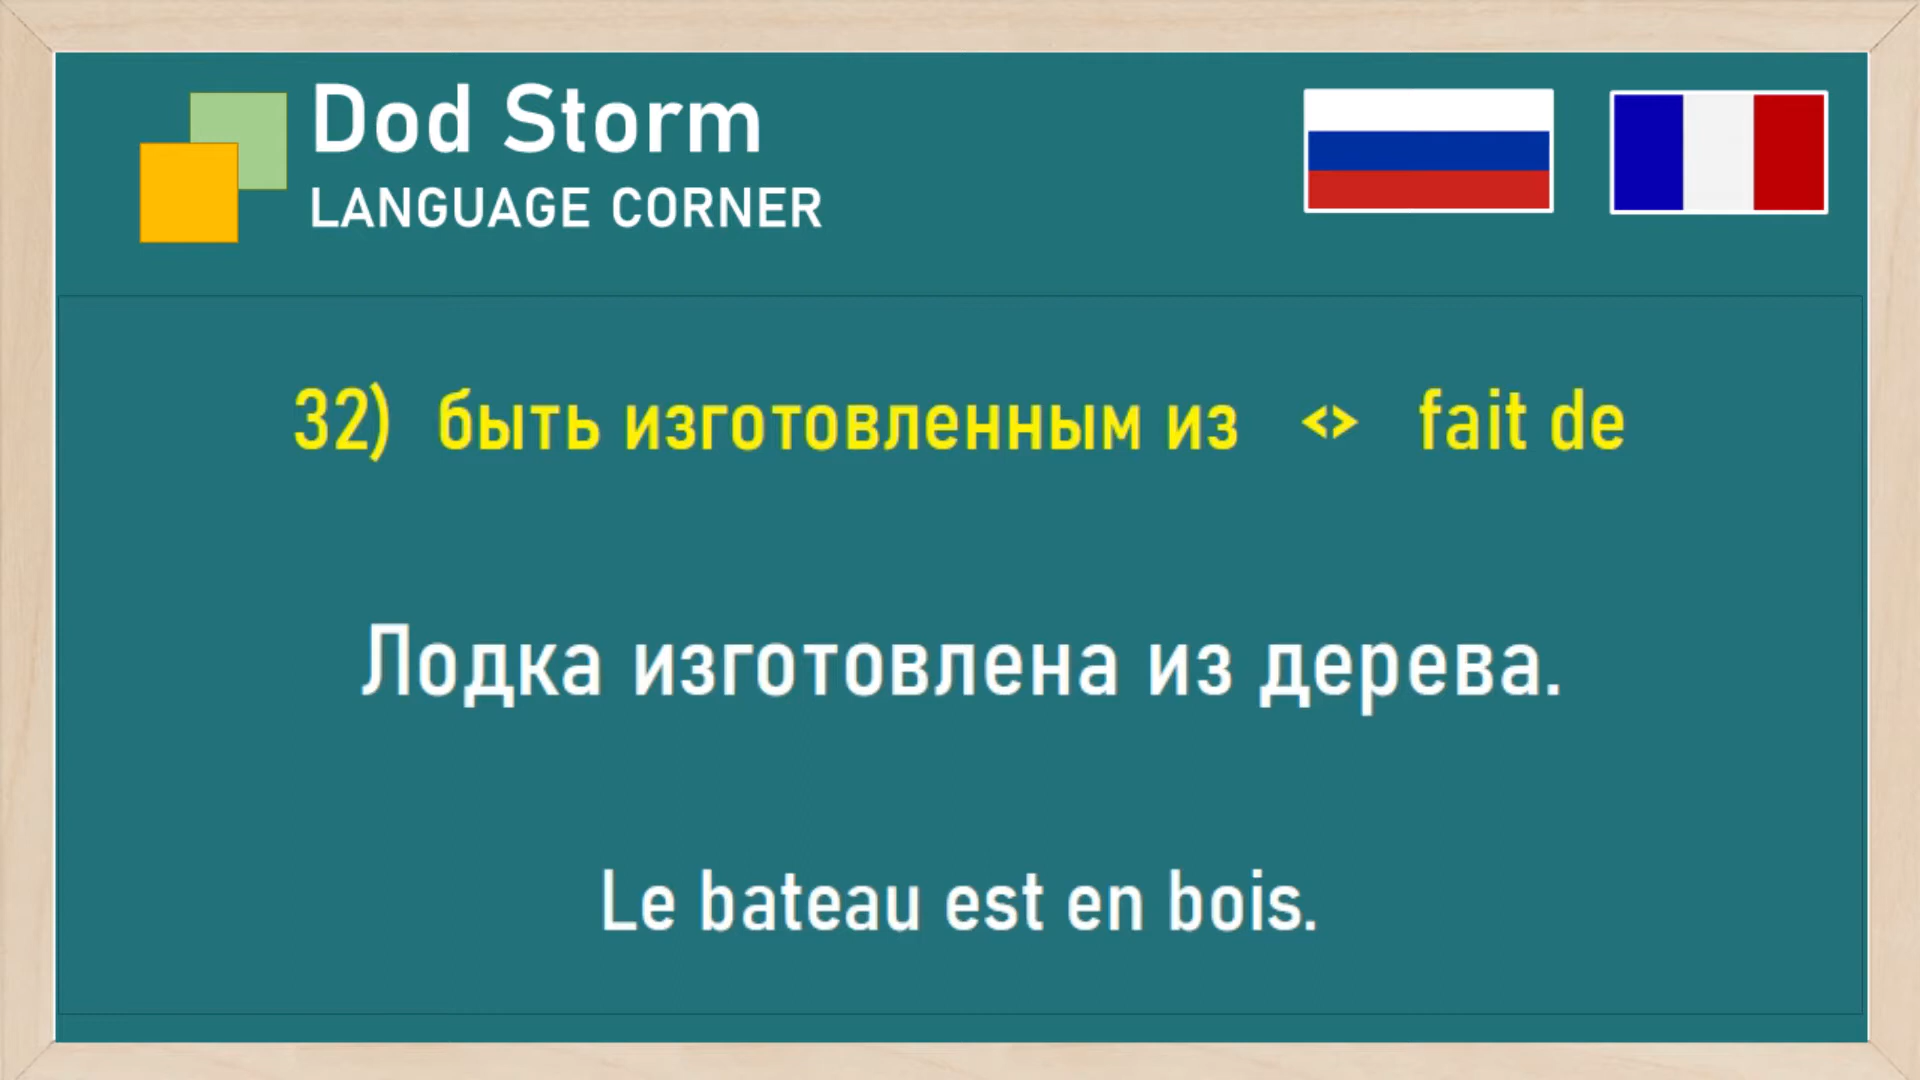 Dod Storm
LANGUAGE CORNER
32) быть изготовленным из <> fait de
Лодка изготовлена из дерева.
Le bateau est en bois.